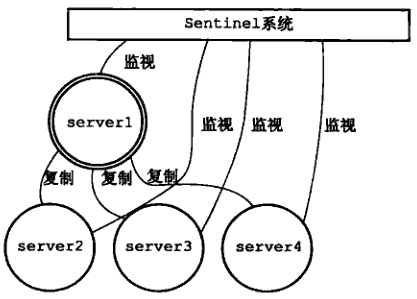 Sentinel系统
监视
server1
监视
监视
监视
复制
复制
复制
server2
server3
server4